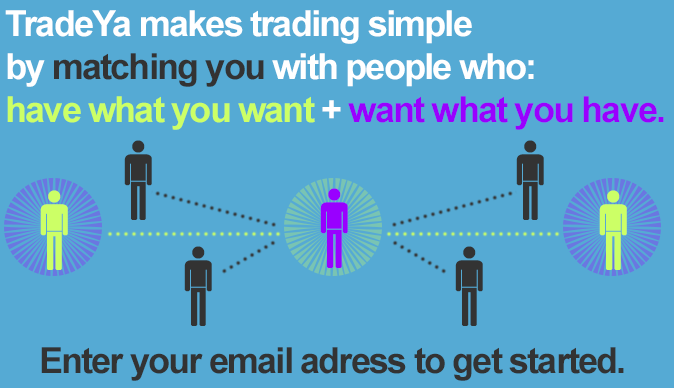 TradeYa makes trading simple
by matching you with people who:
have what you want + want what you have.
Enter your email adress to get started.